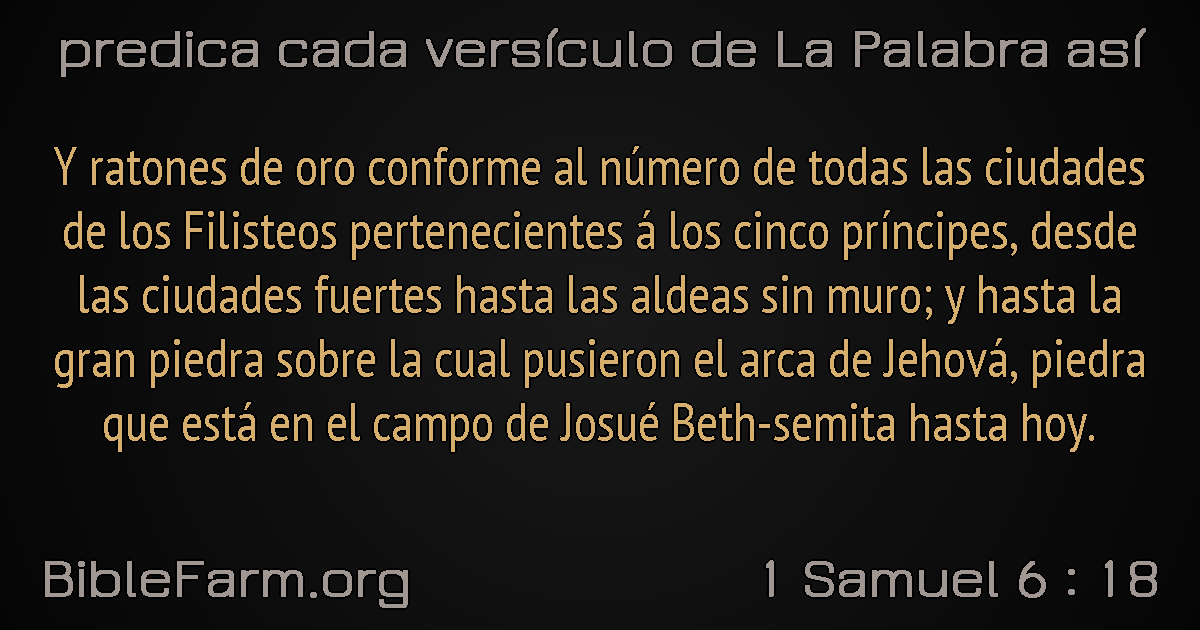 predica cada versículo de La Palabra así
Y ratones de oro conforme al número de todas las ciudades
de los Filisteos pertenecientes á los cinco príncipes, desde
las ciudades fuertes hasta las aldeas sin muro; y hasta la
gran piedra sobre la cual pusieron el arca de Jehová, piedra
que está en el campo de Josué Beth-semita hasta hoy.
BibleFarm.org
1 Samuel 6 : 18